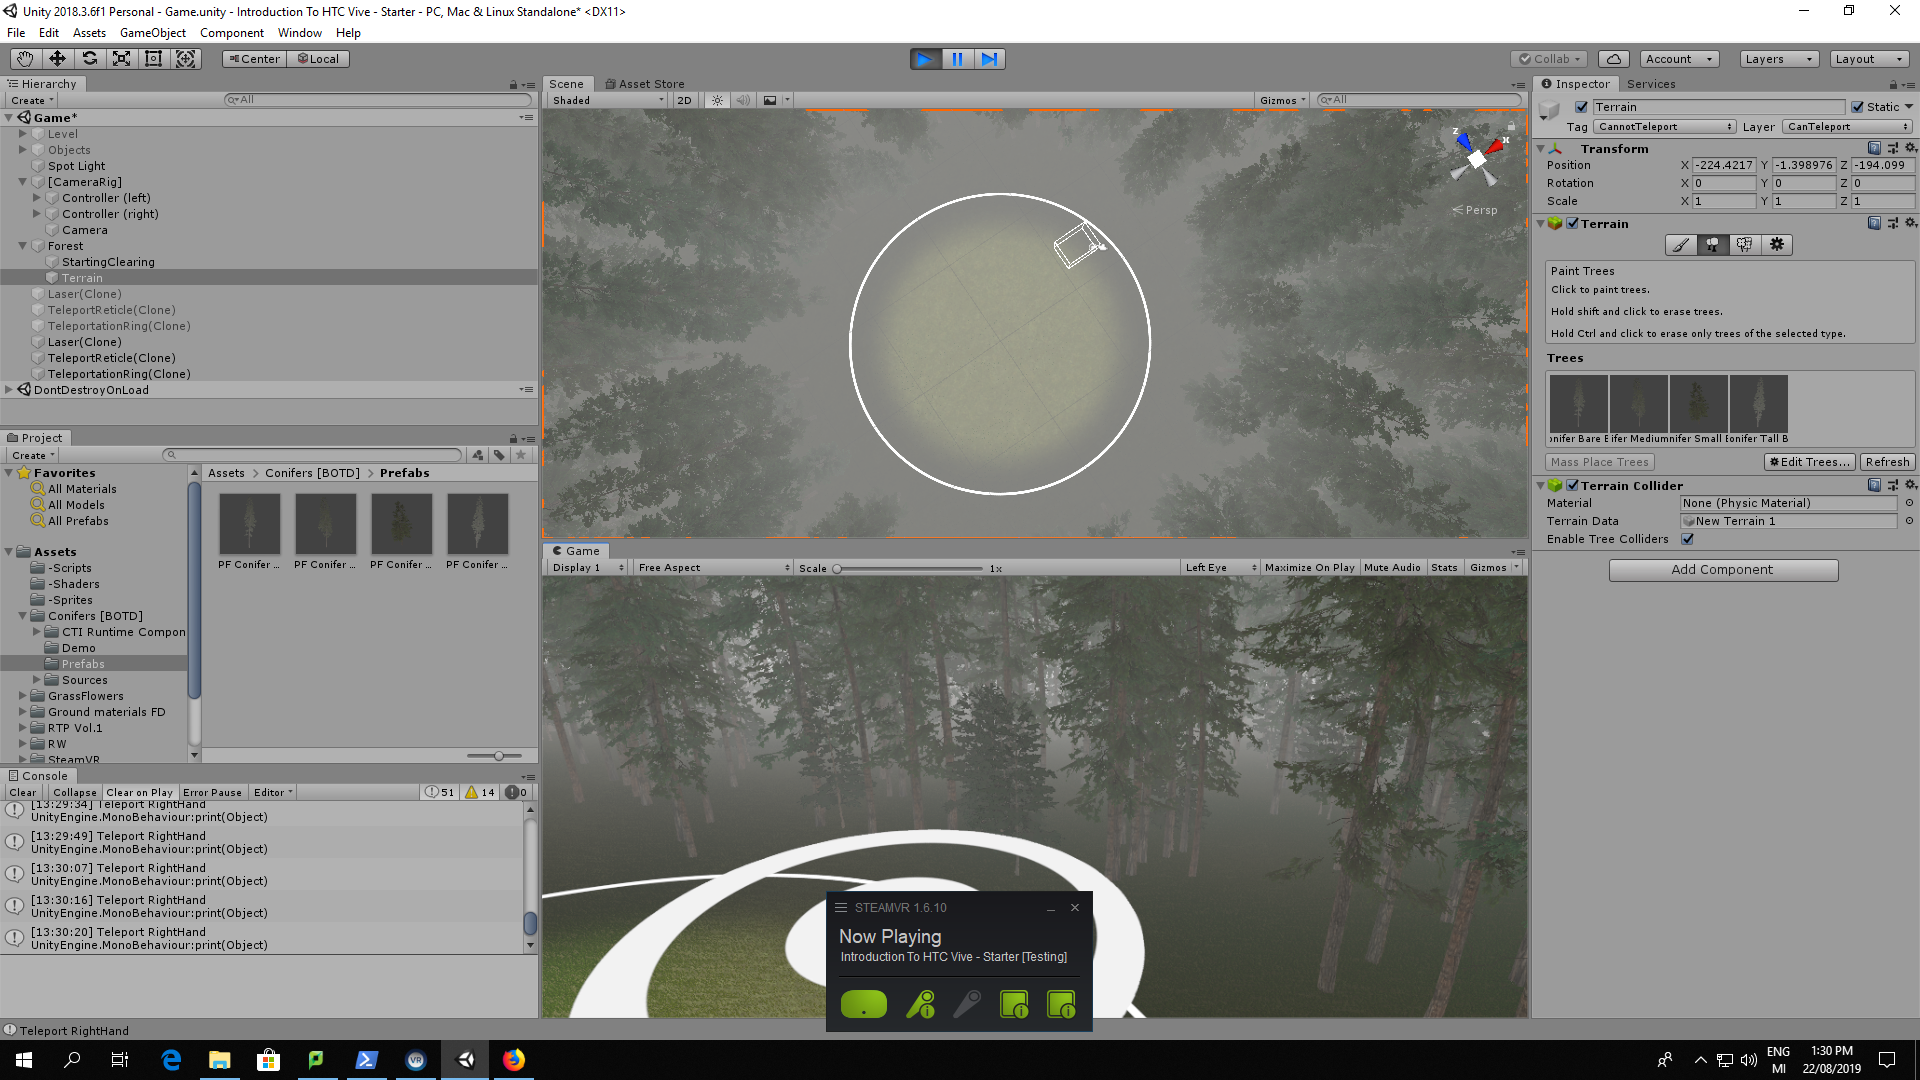 Unity 2018.3.6f1 Personal - Game.unity - Introduction To HTC Vive - Starter - PC, Mac & Linux Standalone* <DX11>
File Edit Assets GameObject Component Window Help
Center Local
Collab Account Layers Layout
Hierarchy
Create All
Game*
Level
Objects
Spot Light
[CameraRig]
Controller (left)
Controller (right)
Camera
Forest
StartingClearing
Terrain
Laser(Clone)
TeleportReticle(Clone)
TeleportationRing(Clone)
Laser(Clone)
TeleportReticle(Clone)
TeleportationRing(Clone)
DontDestroyOnLoad
Scene Asset Store
Shaded 2D Gizmos All
z x
Persp
Project
Create
Favorites
All Materials
All Models
All Prefabs
Assets
-Scripts
-Shaders
-Sprites
Conifers [BOTD]
CTI Runtime Compon
Demo
Prefabs
Sources
GrassFlowers
Ground materials FD
RTP Vol.1
RW
SteamVR
Assets > Conifers [BOTD] > Prefabs
PF Conifer ... PF Conifer ... PF Conifer ... PF Conifer ...
Console
Clear Collapse Clear on Play Error Pause Editor 51 14 0
[13:29:34] Teleport RightHand
UnityEngine.MonoBehaviour:print(Object)
[13:29:49] Teleport RightHand
UnityEngine.MonoBehaviour:print(Object)
[13:30:07] Teleport RightHand
UnityEngine.MonoBehaviour:print(Object)
[13:30:16] Teleport RightHand
UnityEngine.MonoBehaviour:print(Object)
[13:30:20] Teleport RightHand
UnityEngine.MonoBehaviour:print(Object)
Teleport RightHand
Game
Display 1 Free Aspect Scale 1x Left Eye Maximize On Play Mute Audio Stats Gizmos
STEAMVR 1.6.10
Now Playing
Introduction To HTC Vive - Starter [Testing]
Inspector Services
Terrain Static
Tag CannotTeleport Layer CanTeleport
Transform
Position X -224.4217 Y -1.398976 Z -194.099
Rotation X 0 Y 0 Z 0
Scale X 1 Y 1 Z 1
Terrain
Paint Trees
Click to paint trees.
Hold shift and click to erase trees.
Hold Ctrl and click to erase only trees of the selected type.
Trees
onifer Bare E ifer Medium nifer Small E onifer Tall B
Mass Place Trees Edit Trees... Refresh
Terrain Collider
Material None (Physic Material)
Terrain Data New Terrain 1
Enable Tree Colliders
Add Component
VR
ENG
MI
1:30 PM
22/08/2019